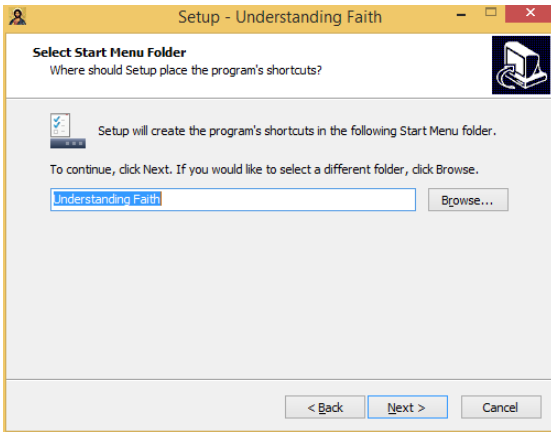 Setup - Understanding Faith
Select Start Menu Folder
Where should Setup place the program's shortcuts?
Setup will create the program's shortcuts in the following Start Menu folder.
To continue, click Next. If you would like to select a different folder, click Browse.
Understanding Faith
Browse...
< Back
Next >
Cancel